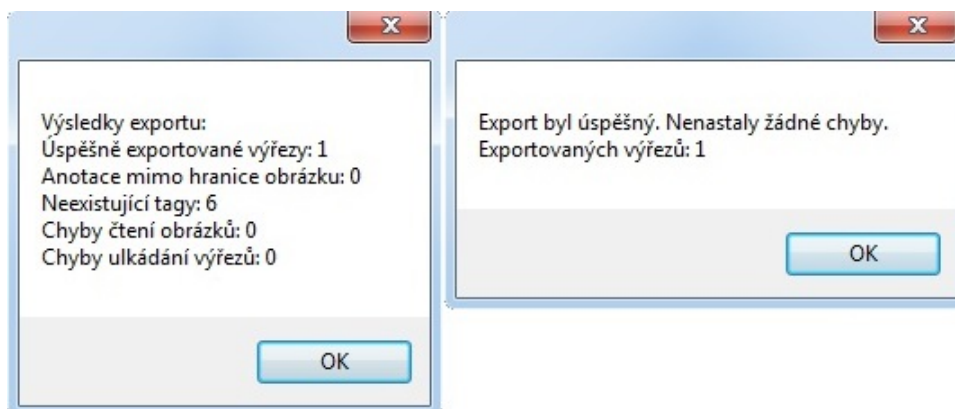 Výsledky exportu:
Úspěšně exportované výřezy: 1
Anotace mimo hranice obrázku: 0
Neexistující tagy: 6
Chyby čtení obrázků: 0
Chyby ulkádání výřezů: 0
OK
Export byl úspěšný. Nenastaly žádné chyby.
Exportovaných výřezů: 1
OK